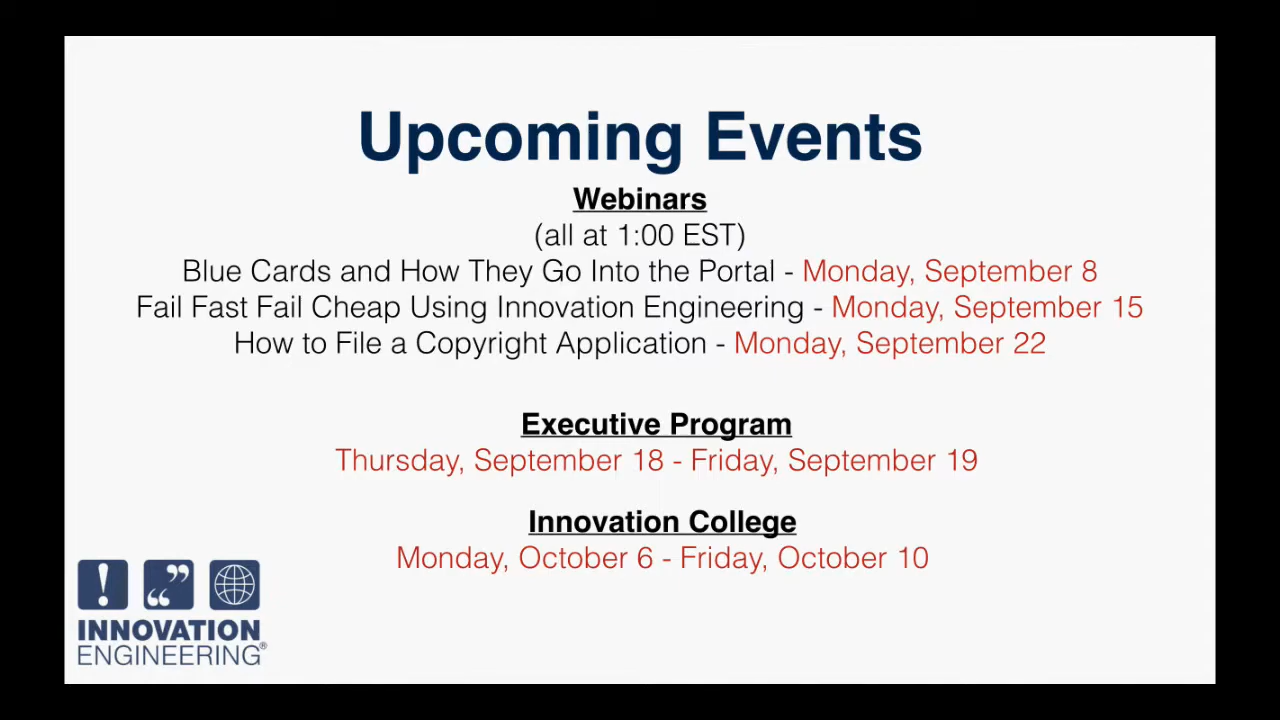 Upcoming Events
Webinars
(all at 1:00 EST)
Blue Cards and How They Go Into the Portal - Monday, September 8
Fail Fast Fail Cheap Using Innovation Engineering - Monday, September 15
How to File a Copyright Application - Monday, September 22
Executive Program
Thursday, September 18 - Friday, September 19
Innovation College
Monday, October 6 - Friday, October 10
INNOVATION
ENGINEERING®